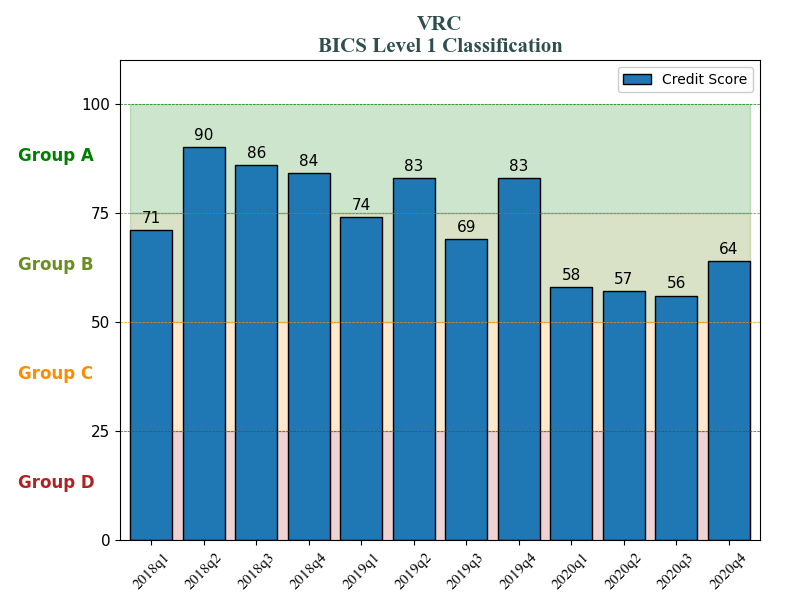 VRC
BICS Level 1 Classification
Credit Score
100
Group A
75
Group B
50
Group C
25
Group D
0
71
90
86
84
74
83
69
83
58
57
56
64
2018q1
2018q2
2018q3
2018q4
2019q1
2019q2
2019q3
2019q4
2020q1
2020q2
2020q3
2020q4